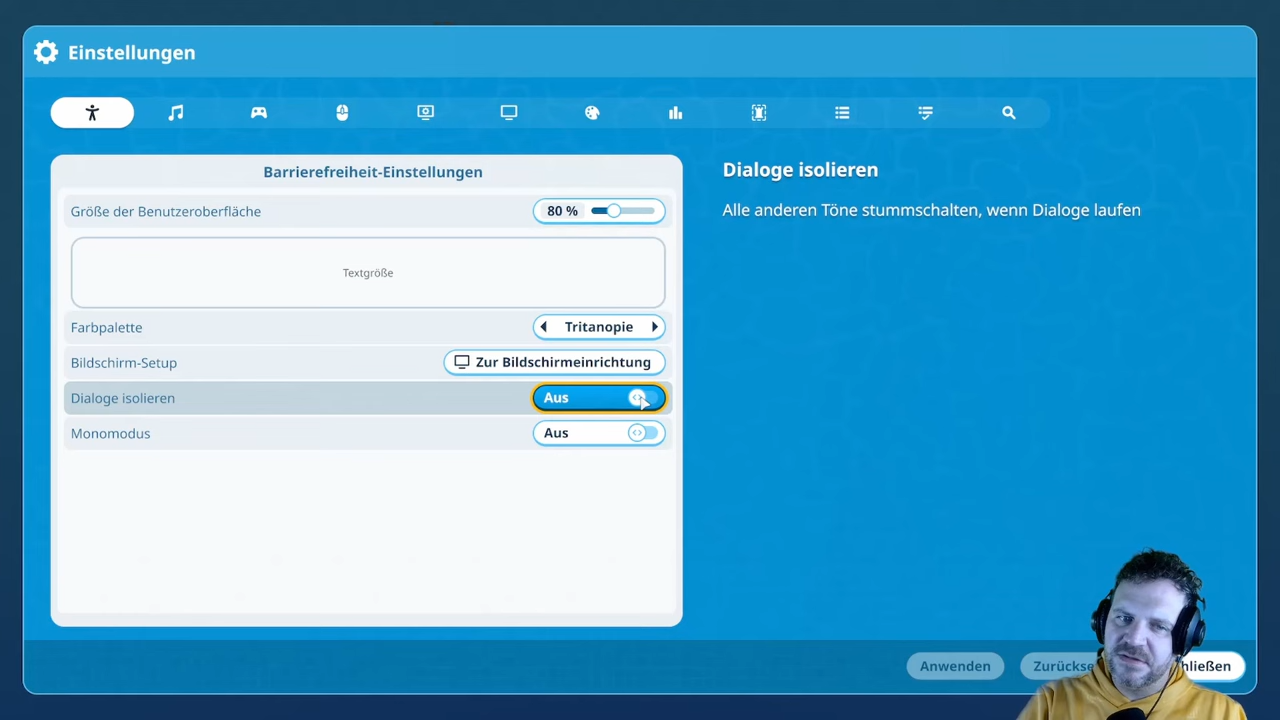 Einstellungen
Barrierefreiheit-Einstellungen
Größe der Benutzeroberfläche
80 %
Textgröße
Farbpalette
Tritanopie
Bildschirm-Setup
Zur Bildschirmeinrichtung
Dialoge isolieren
Aus
Monomodus
Aus
Dialoge isolieren
Alle anderen Töne stummschalten, wenn Dialoge laufen
Anwenden